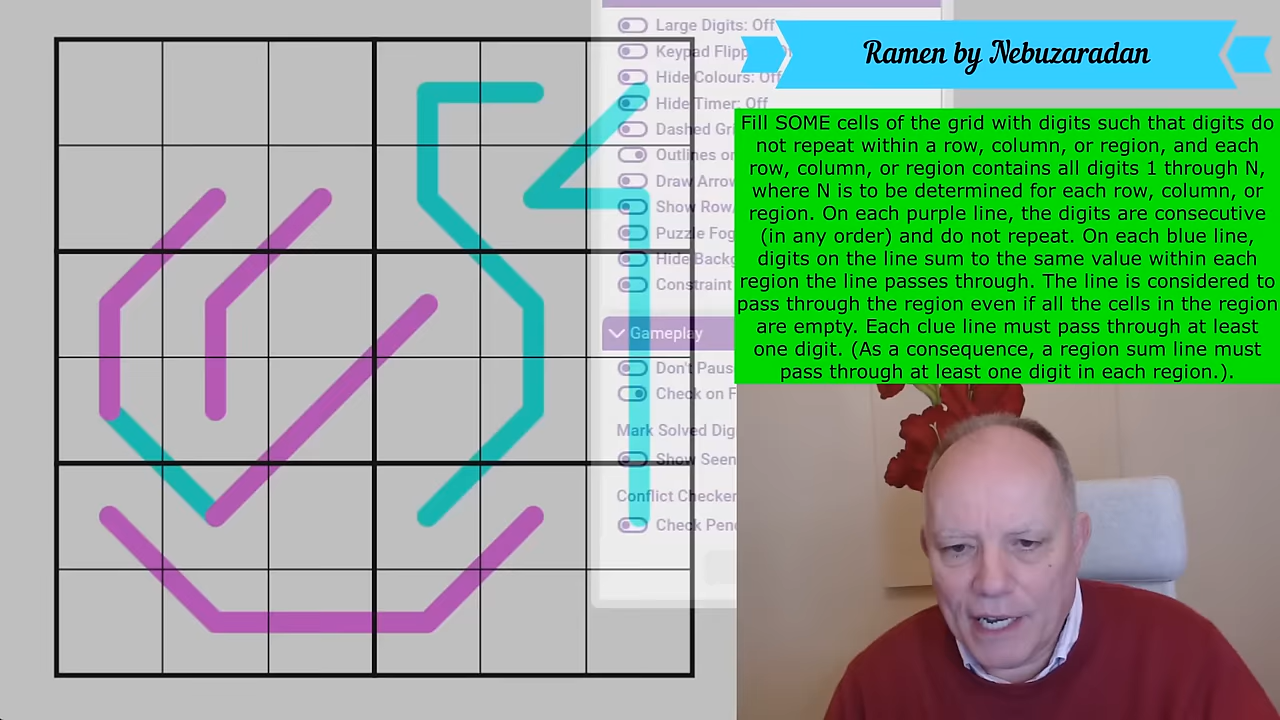 Large Digits: Off
Keypad Flipp
Hide Colours: Off
Hide Timer: Off
Dashed Gri
Outlines on
Draw Arrow
Show Row/
Puzzle Fog
Hide Backg
Constraint
Gameplay
Don't Paus
Check on F
Mark Solved Dig
Show Seen
Conflict Checker
Check Penc
Ramen by Nebuzaradan
Fill SOME cells of the grid with digits such that digits do
not repeat within a row, column, or region, and each
row, column, or region contains all digits 1 through N,
where N is to be determined for each row, column, or
region. On each purple line, the digits are consecutive
(in any order) and do not repeat. On each blue line,
digits on the line sum to the same value within each
region the line passes through. The line is considered to
pass through the region even if all the cells in the region
are empty. Each clue line must pass through at least
one digit. (As a consequence, a region sum line must
pass through at least one digit in each region.).